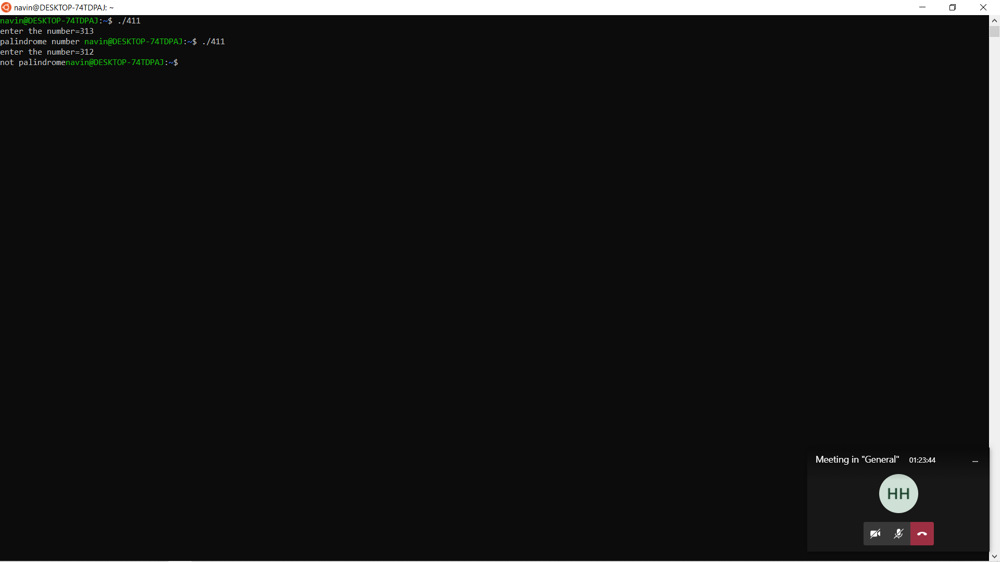 navin@DESKTOP-74TDPAJ: ~
navin@DESKTOP-74TDPAJ:~$ ./411
enter the number=313
palindrome number navin@DESKTOP-74TDPAJ:~$ ./411
enter the number=312
not palindromenavin@DESKTOP-74TDPAJ:~$
Meeting in "General" 01:23:44
HH